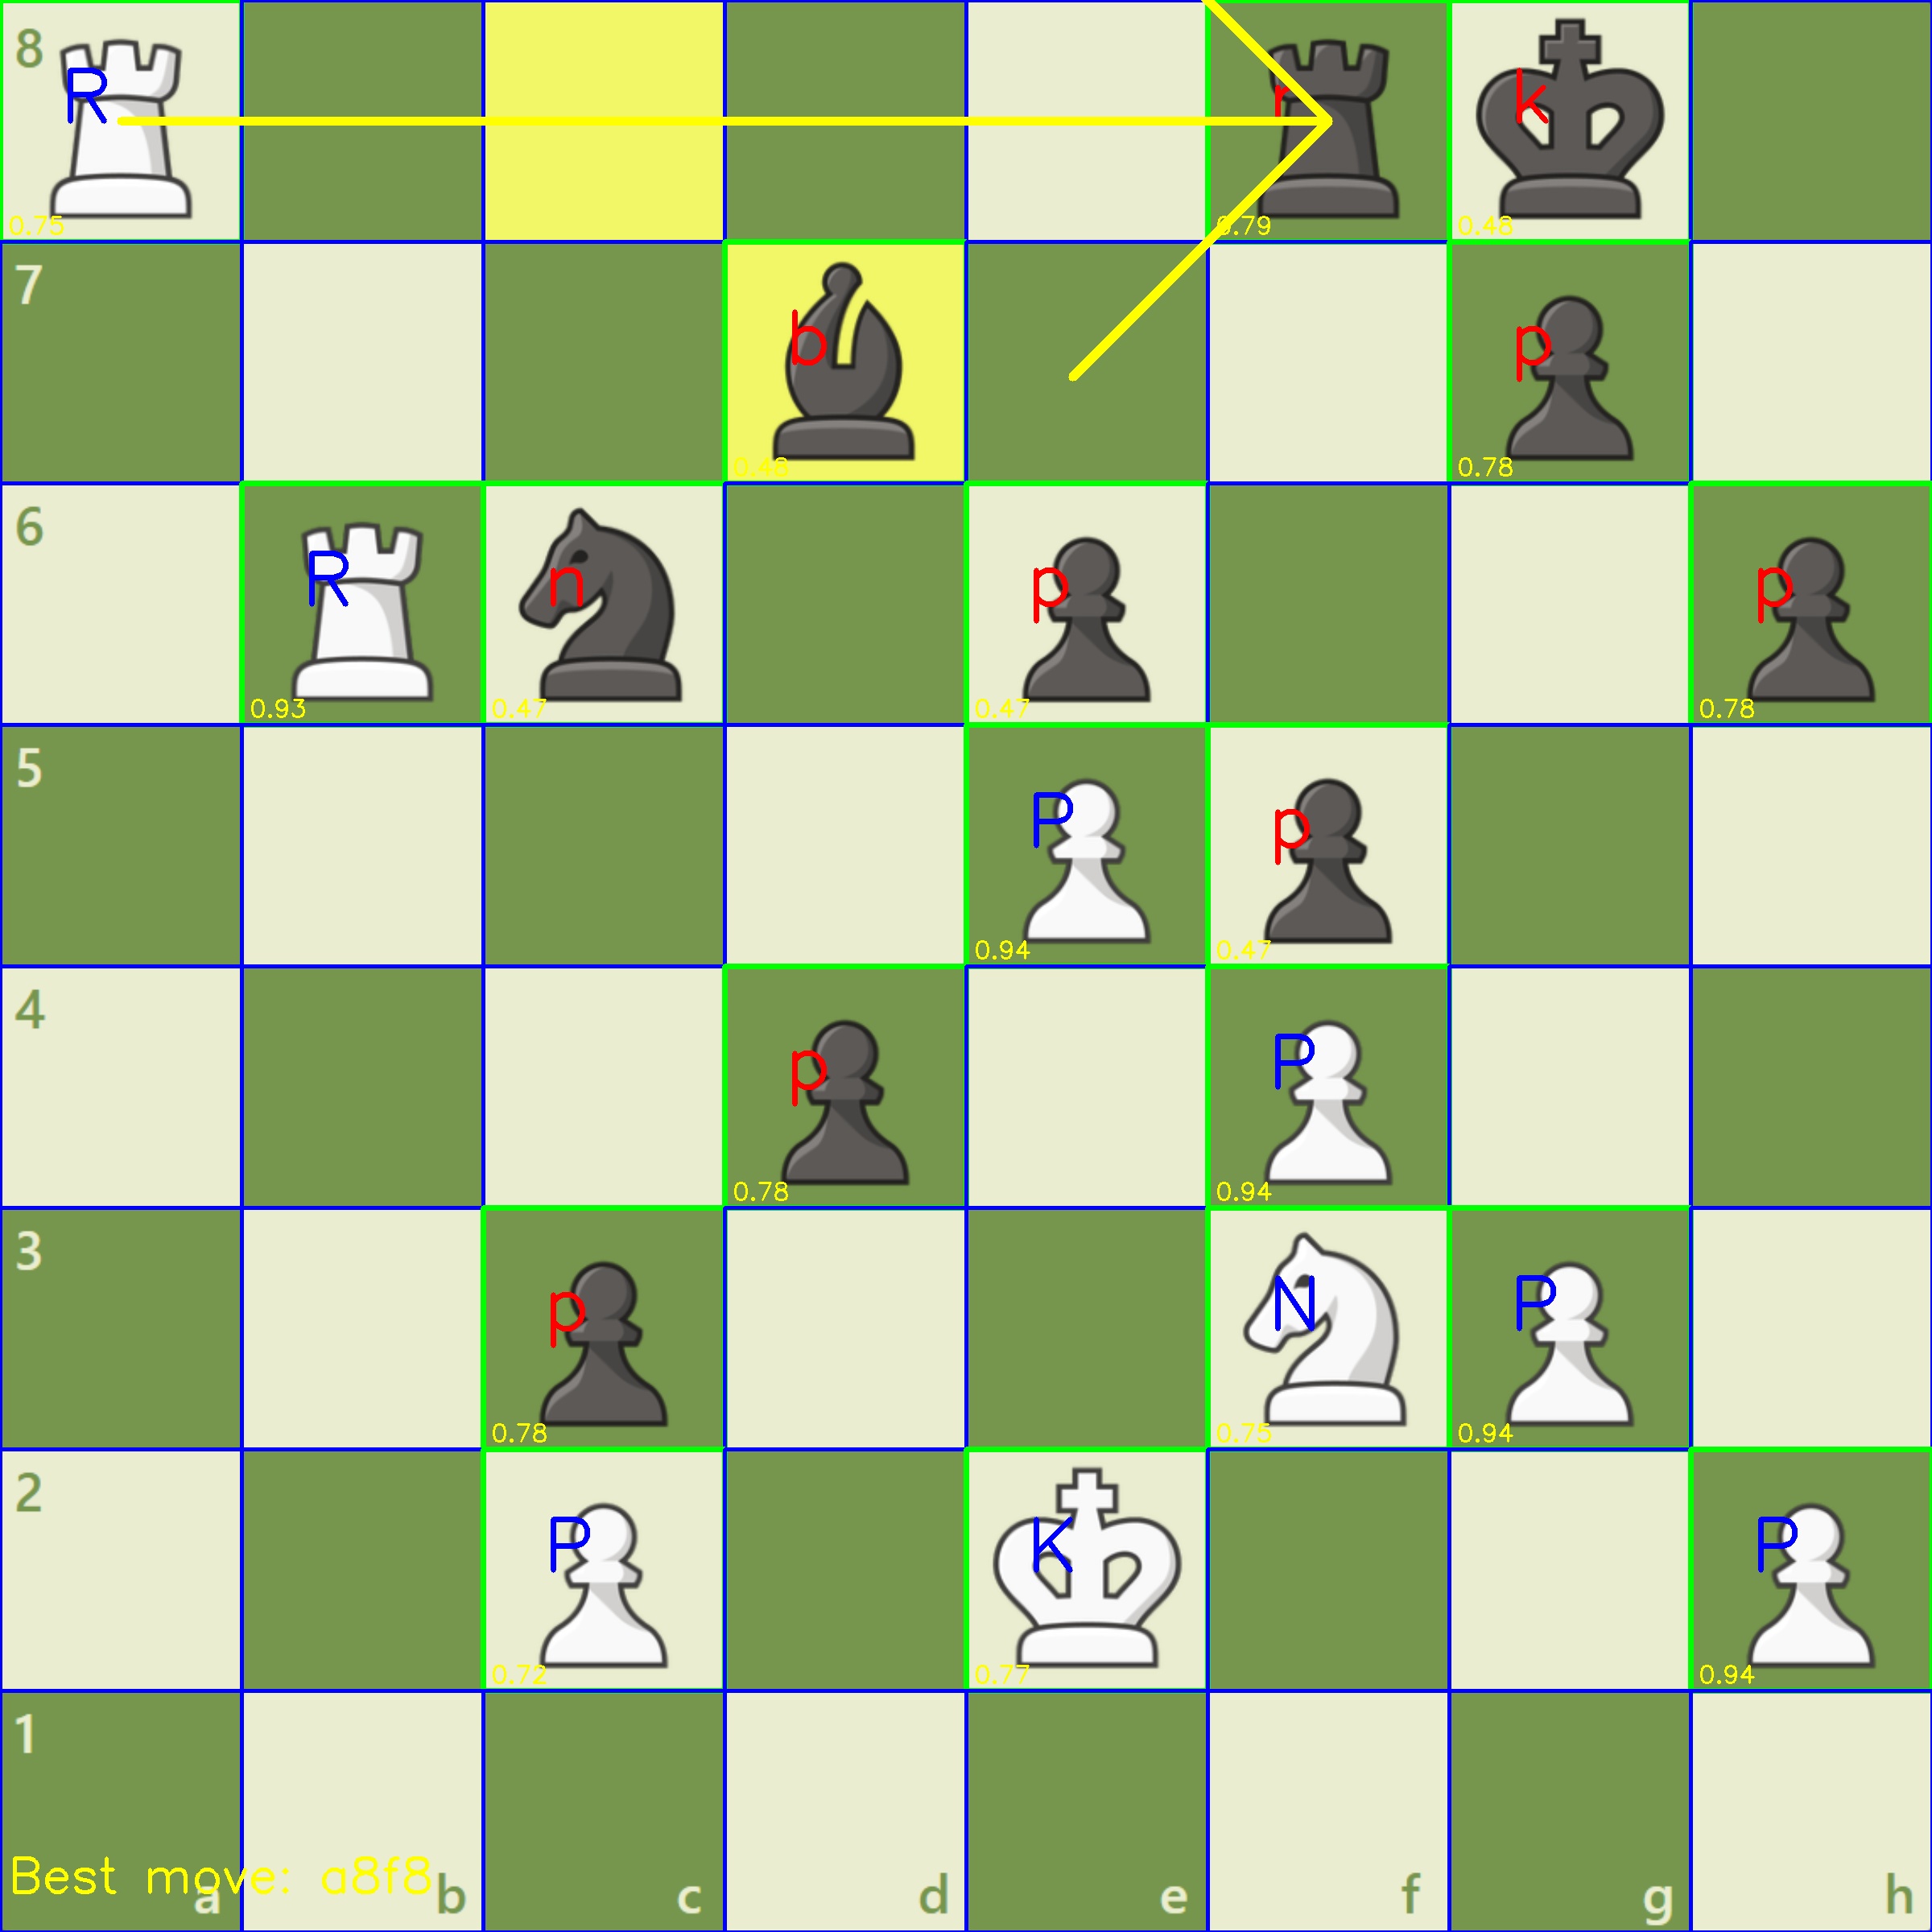 8 R r k
0.75 0.79 0.48
7 b p
0.48 0.78
6 R n p p
0.93 0.47 0.47 0.78
5 P p
0.94 0.47
4 p P
0.78 0.94
3 p N P
0.78 0.75 0.94
2 P K P
0.72 0.77 0.94
1
Best move: a8f8
a b c d e f g h